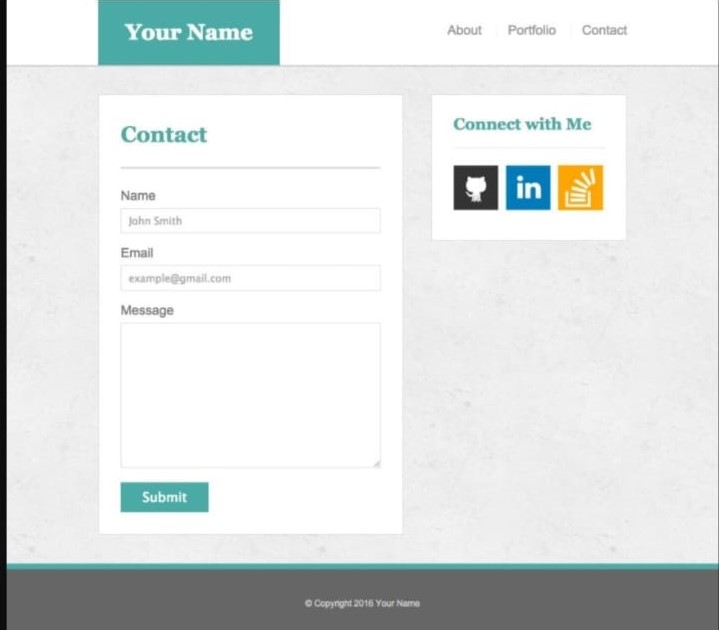 Your Name
About
Portfolio
Contact
Contact
Name
John Smith
Email
example@gmail.com
Message
Submit
Connect with Me
in
© Copyright 2016 Your Name